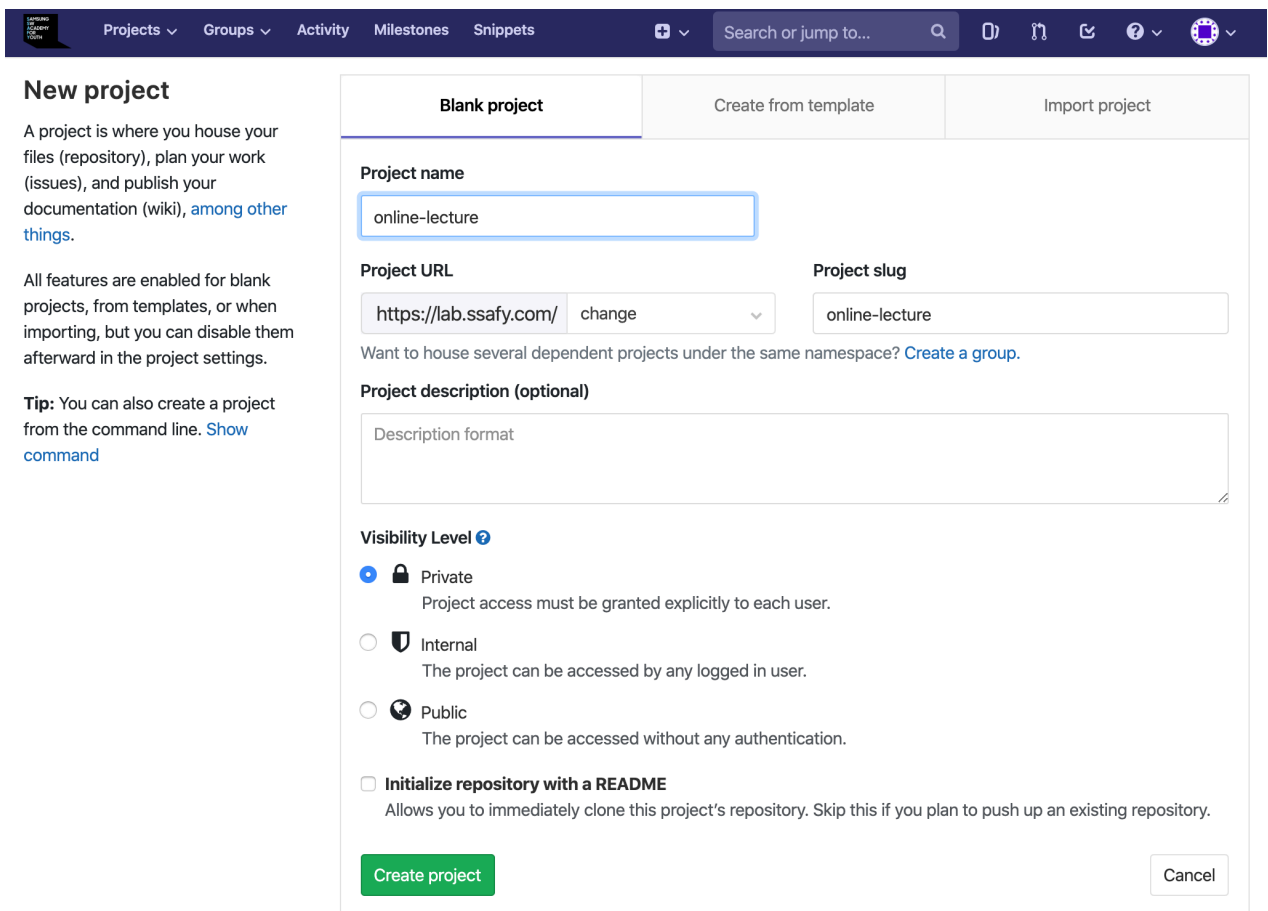 SAMSUNG
SW
ACADEMY
FOR
YOUTH
Projects Groups Activity Milestones Snippets Search or jump to...
New project
A project is where you house your
files (repository), plan your work
(issues), and publish your
documentation (wiki), among other
things.
All features are enabled for blank
projects, from templates, or when
importing, but you can disable them
afterward in the project settings.
Tip: You can also create a project
from the command line. Show
command
Blank project Create from template Import project
Project name
online-lecture
Project URL Project slug
https://lab.ssafy.com/ change online-lecture
Want to house several dependent projects under the same namespace? Create a group.
Project description (optional)
Description format
Visibility Level ?
Private
Project access must be granted explicitly to each user.
Internal
The project can be accessed by any logged in user.
Public
The project can be accessed without any authentication.
Initialize repository with a README
Allows you to immediately clone this project’s repository. Skip this if you plan to push up an existing repository.
Create project Cancel